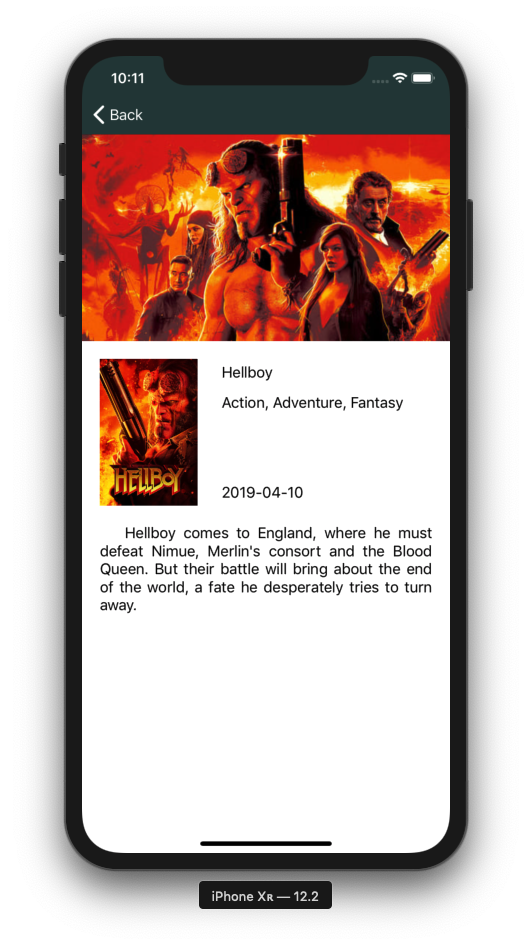 10:11
Back
Hellboy
Action, Adventure, Fantasy
HELLBOY
2019-04-10
Hellboy comes to England, where he must
defeat Nimue, Merlin's consort and the Blood
Queen. But their battle will bring about the end
of the world, a fate he desperately tries to turn
away.
iPhone Xʀ — 12.2